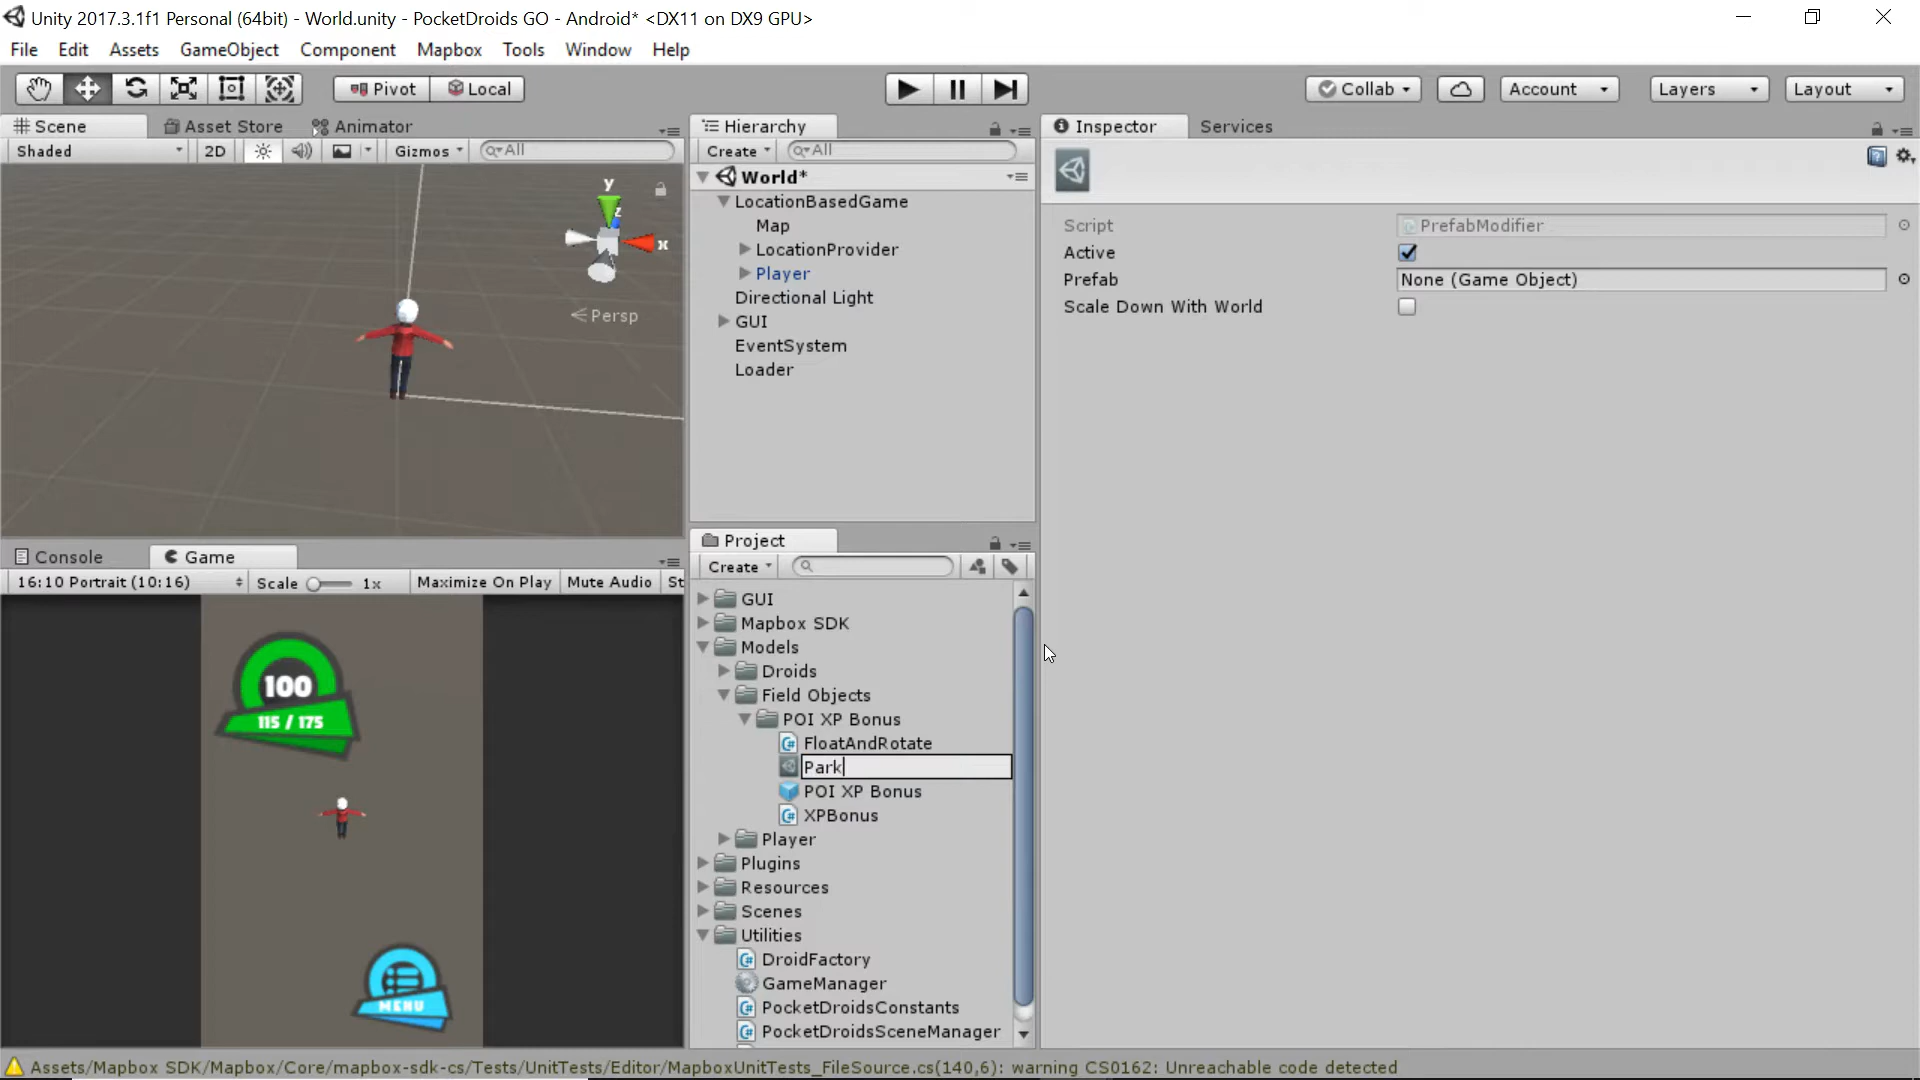 Unity 2017.3.1f1 Personal (64bit) - World.unity - PocketDroids GO - Android* <DX11 on DX9 GPU>
File Edit Assets GameObject Component Mapbox Tools Window Help
Pivot Local Collab Account Layers Layout
Scene Asset Store Animator
Shaded 2D Gizmos All
y
z
x
Persp
Hierarchy
Create All
World*
LocationBasedGame
Map
LocationProvider
Player
Directional Light
GUI
EventSystem
Loader
Inspector Services
Script PrefabModifier
Active
Prefab None (Game Object)
Scale Down With World
Console Game
16:10 Portrait (10:16) Scale 1x Maximize On Play Mute Audio St
100
115 / 175
MENU
Project
Create
GUI
Mapbox SDK
Models
Droids
Field Objects
POI XP Bonus
FloatAndRotate
Park
POI XP Bonus
XPBonus
Player
Plugins
Resources
Scenes
Utilities
DroidFactory
GameManager
PocketDroidsConstants
PocketDroidsSceneManager
Assets/Mapbox SDK/Mapbox/Core/mapbox-sdk-cs/Tests/UnitTests/Editor/MapboxUnitTests_FileSource.cs(140,6): warning CS0162: Unreachable code detected